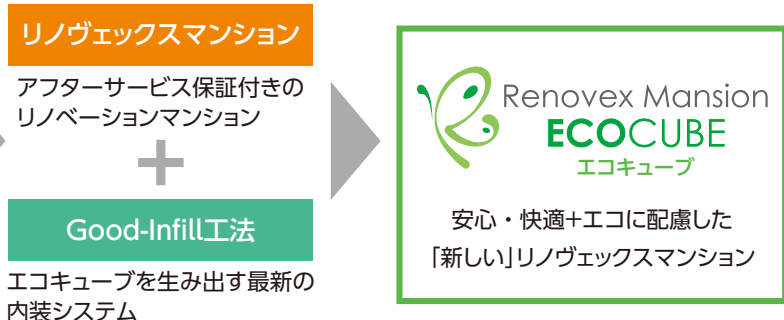 リノヴェックスマンション
アフターサービス保証付きの
リノベーションマンション
+
Good-Infill工法
エコキューブを生み出す最新の
内装システム
Renovex Mansion
ECOCUBE
エコキューブ
安心・快適+エコに配慮した
「新しい」リノヴェックスマンション